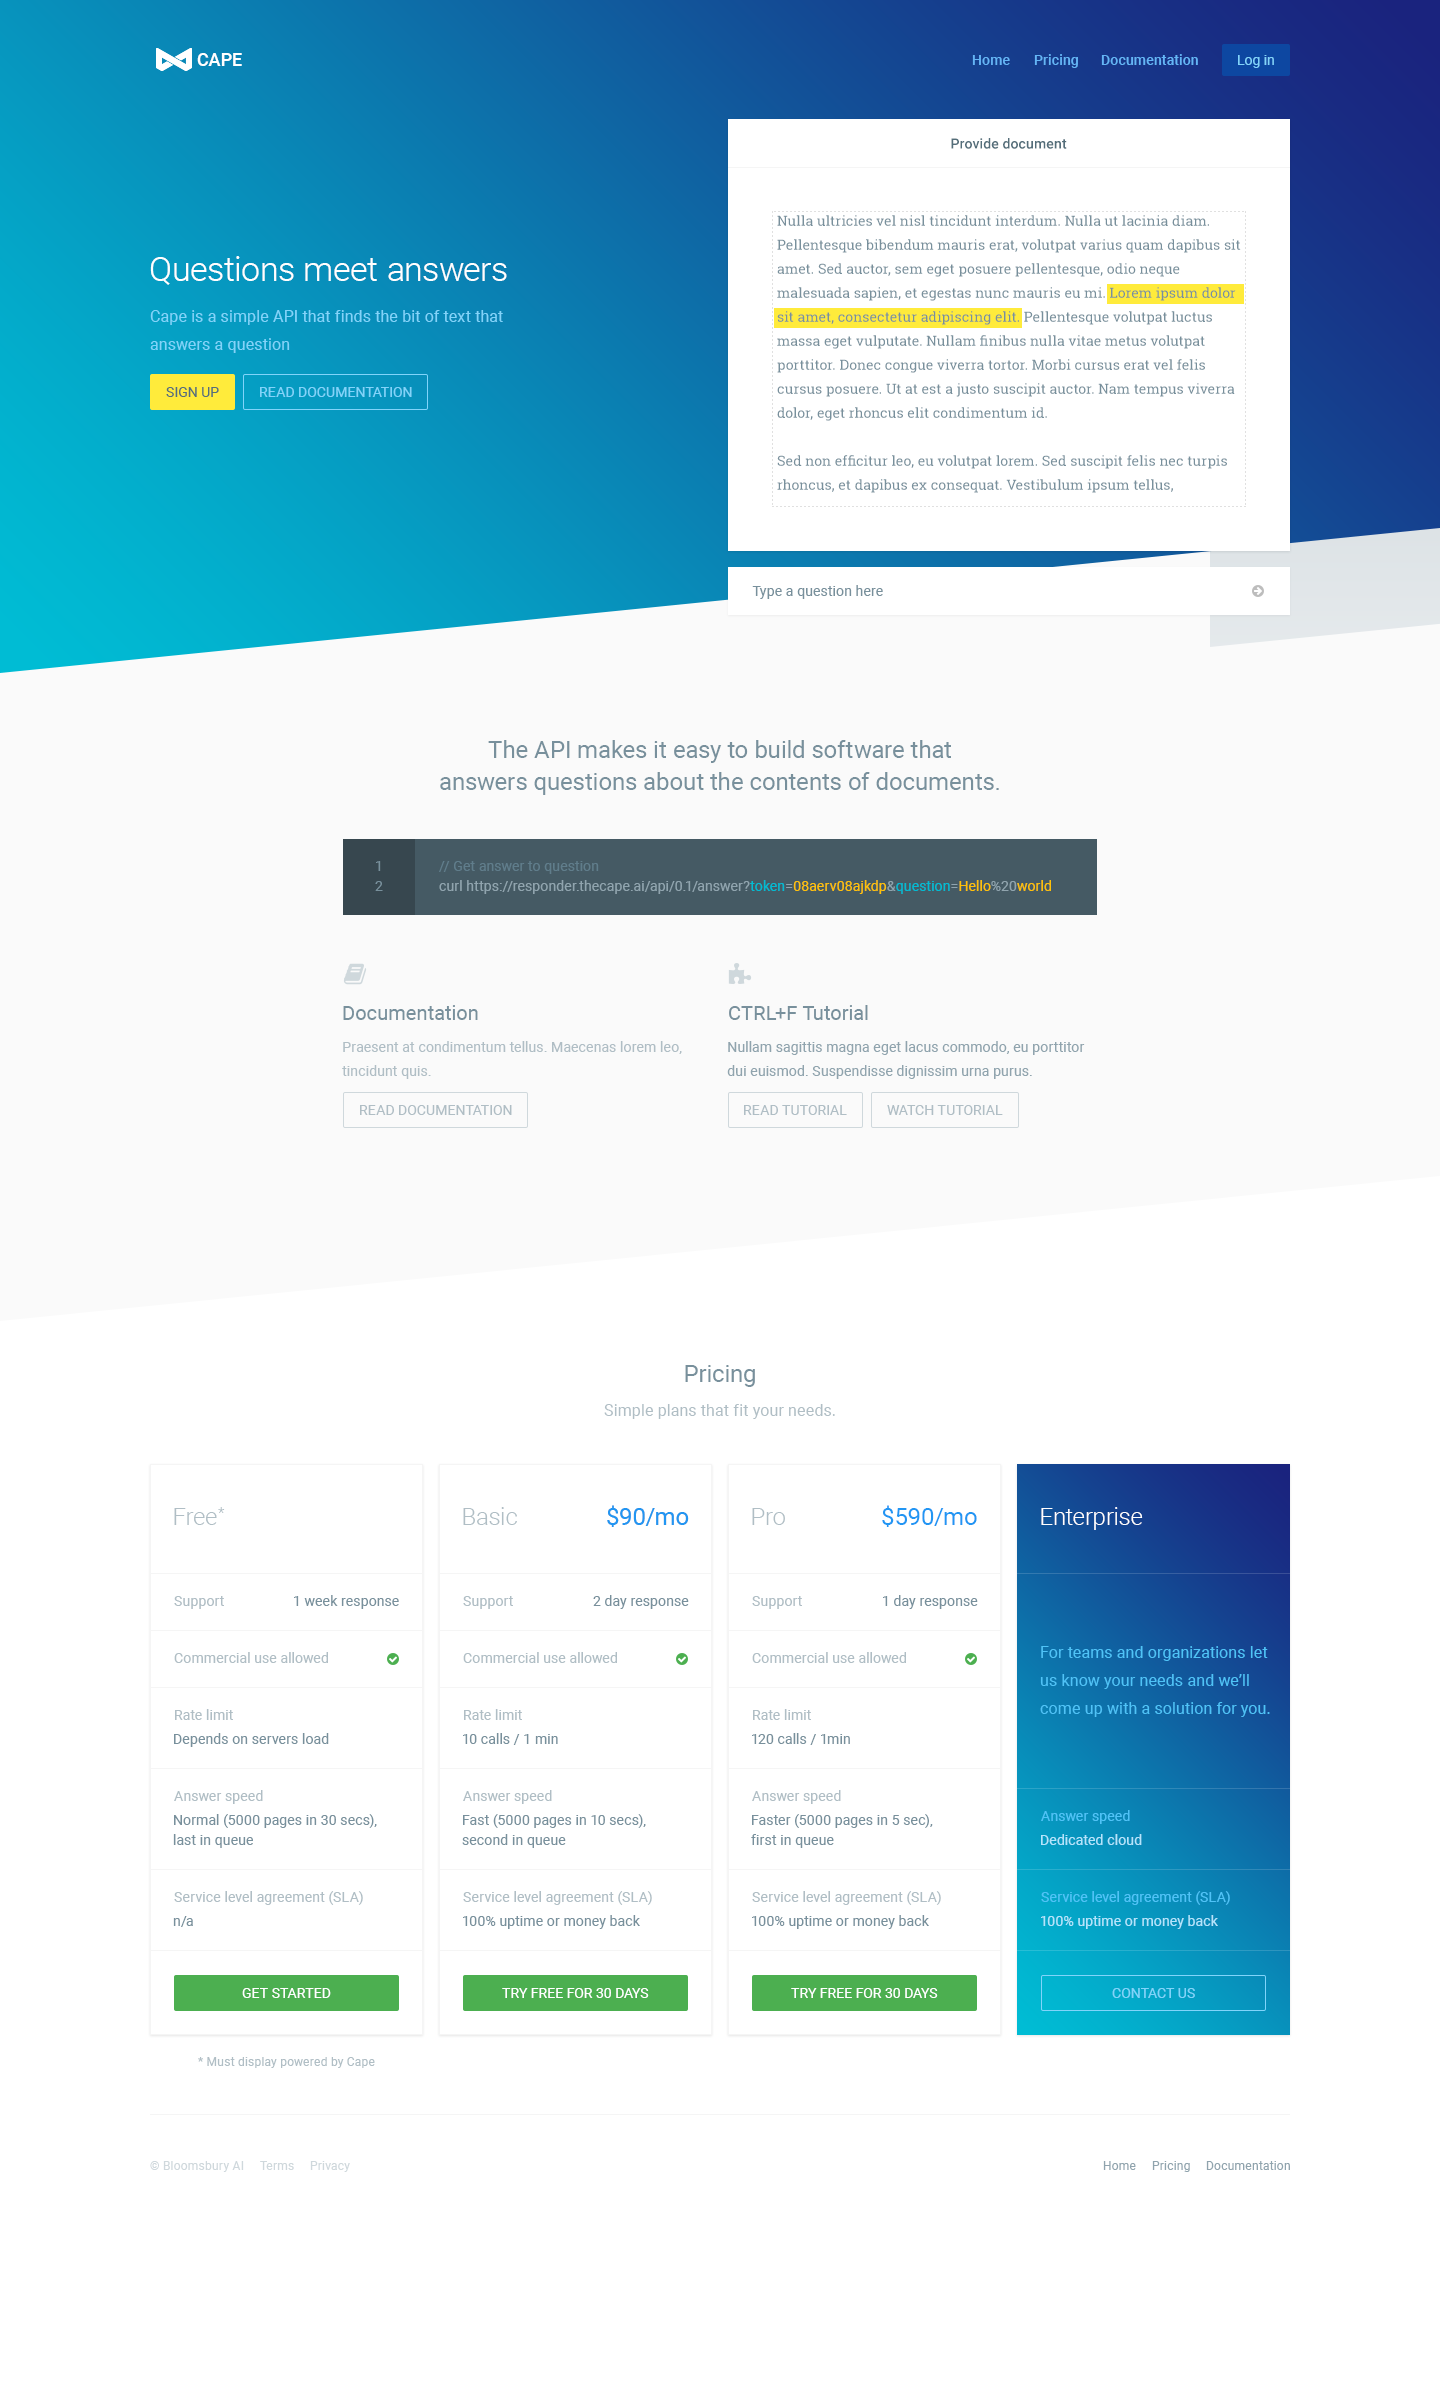 CAPE
Home Pricing Documentation Log in
Provide document
Nulla ultricies vel nisl tincidunt interdum. Nulla ut lacinia diam.
Pellentesque bibendum mauris erat, volutpat varius quam dapibus sit
amet. Sed auctor, sem eget posuere pellentesque, odio neque
malesuada sapien, et egestas nunc mauris eu mi. Lorem ipsum dolor
sit amet, consectetur adipiscing elit. Pellentesque volutpat luctus
massa eget vulputate. Nullam finibus nulla vitae metus volutpat
porttitor. Donec congue viverra tortor. Morbi cursus erat vel felis
cursus posuere. Ut at est a justo suscipit auctor. Nam tempus viverra
dolor, eget rhoncus elit condimentum id.
Sed non efficitur leo, eu volutpat lorem. Sed suscipit felis nec turpis
rhoncus, et dapibus ex consequat. Vestibulum ipsum tellus,
Questions meet answers
Cape is a simple API that finds the bit of text that
answers a question
SIGN UP READ DOCUMENTATION
Type a question here
The API makes it easy to build software that
answers questions about the contents of documents.
1 // Get answer to question
2 curl https://responder.thecape.ai/api/0.1/answer?token=08aerv08ajkdp&question=Hello%20world
Documentation
Praesent at condimentum tellus. Maecenas lorem leo,
tincidunt quis.
READ DOCUMENTATION
CTRL+F Tutorial
Nullam sagittis magna eget lacus commodo, eu porttitor
dui euismod. Suspendisse dignissim urna purus.
READ TUTORIAL WATCH TUTORIAL
Pricing
Simple plans that fit your needs.
Free*
Support 1 week response
Commercial use allowed
Rate limit
Depends on servers load
Answer speed
Normal (5000 pages in 30 secs),
last in queue
Service level agreement (SLA)
n/a
GET STARTED
* Must display powered by Cape
Basic $90/mo
Support 2 day response
Commercial use allowed
Rate limit
10 calls / 1 min
Answer speed
Fast (5000 pages in 10 secs),
second in queue
Service level agreement (SLA)
100% uptime or money back
TRY FREE FOR 30 DAYS
Pro $590/mo
Support 1 day response
Commercial use allowed
Rate limit
120 calls / 1min
Answer speed
Faster (5000 pages in 5 sec),
first in queue
Service level agreement (SLA)
100% uptime or money back
TRY FREE FOR 30 DAYS
Enterprise
For teams and organizations let
us know your needs and we’ll
come up with a solution for you.
Answer speed
Dedicated cloud
Service level agreement (SLA)
100% uptime or money back
CONTACT US
© Bloomsbury AI Terms Privacy
Home Pricing Documentation